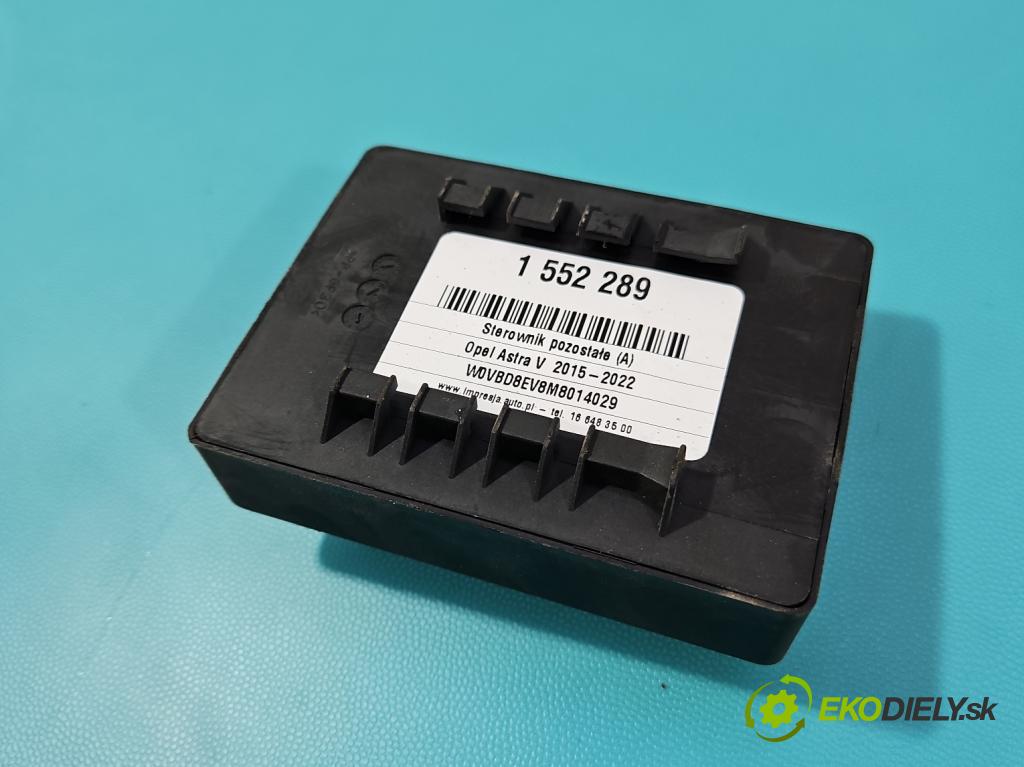 1 552 289
Sterownik pozostałe (A)
Opel Astra V 2015-2022
W0VBD8EV8M8014029
www.impresja.auto.pl - tel. 16 648 35 00
EKODIELY.sk